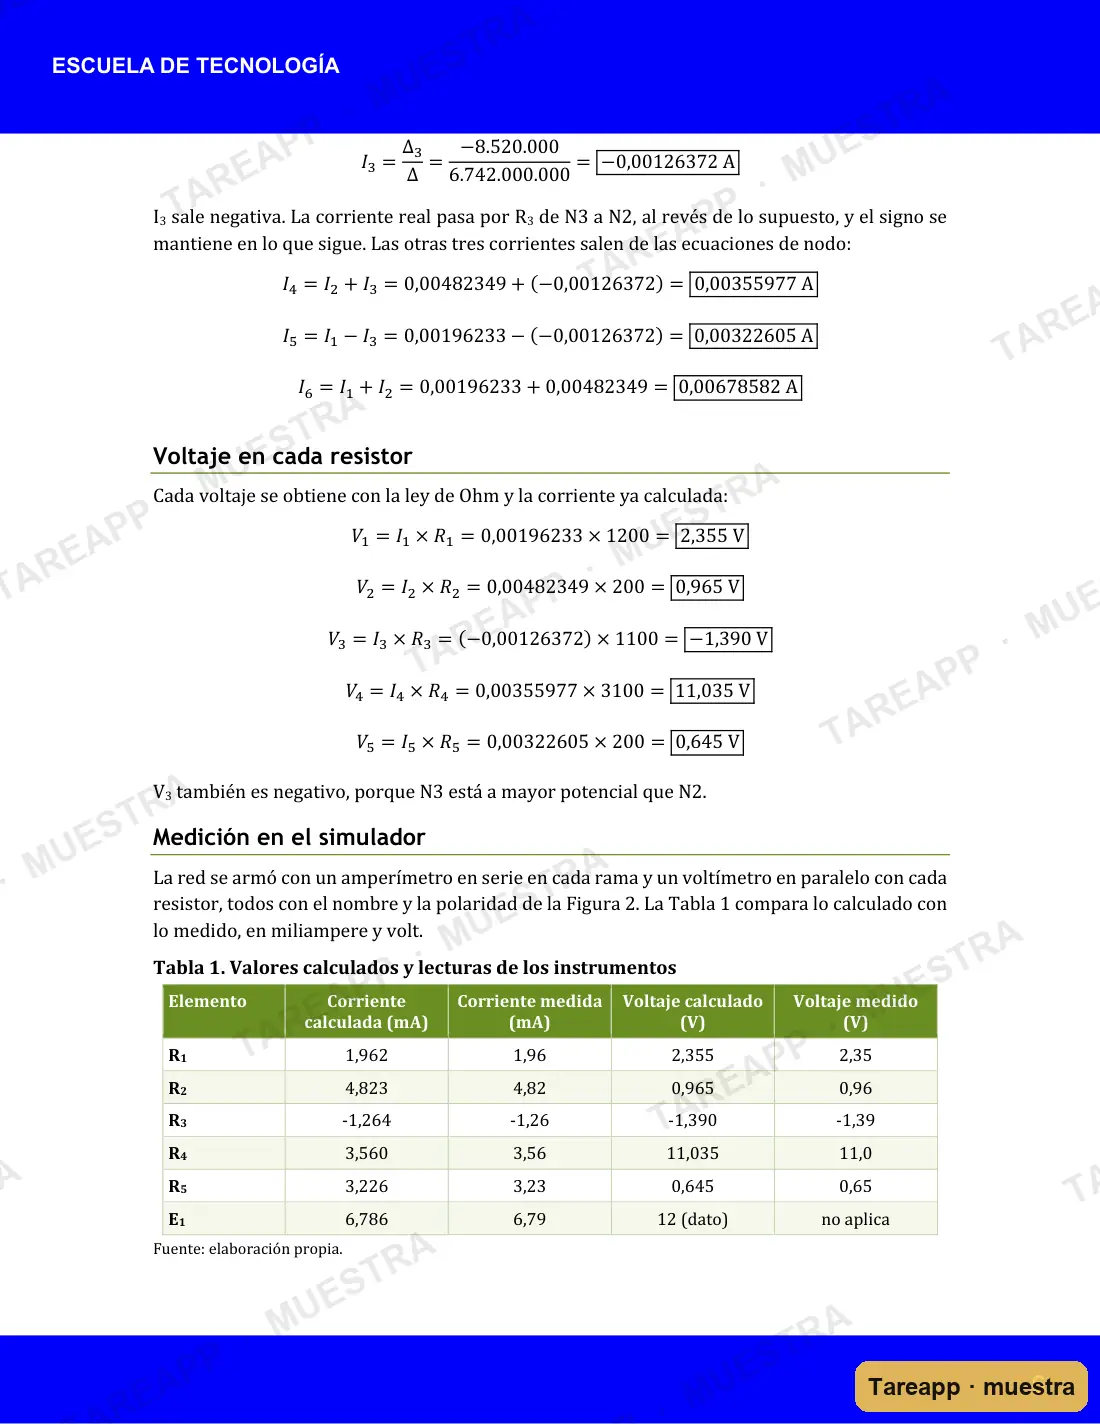 ESCUELA DE TECNOLOGÍA
I₃ = Δ₃/Δ = −8.520.000/6.742.000.000 = −0,00126372 A
I₃ sale negativa. La corriente real pasa por R₃ de N3 a N2, al revés de lo supuesto, y el signo se
mantiene en lo que sigue. Las otras tres corrientes salen de las ecuaciones de nodo:
I₄ = I₂ + I₃ = 0,00482349 + (−0,00126372) = 0,00355977 A
I₅ = I₁ − I₃ = 0,00196233 − (−0,00126372) = 0,00322605 A
I₆ = I₁ + I₂ = 0,00196233 + 0,00482349 = 0,00678582 A
Voltaje en cada resistor
Cada voltaje se obtiene con la ley de Ohm y la corriente ya calculada:
V₁ = I₁ × R₁ = 0,00196233 × 1200 = 2,355 V
V₂ = I₂ × R₂ = 0,00482349 × 200 = 0,965 V
V₃ = I₃ × R₃ = (−0,00126372) × 1100 = −1,390 V
V₄ = I₄ × R₄ = 0,00355977 × 3100 = 11,035 V
V₅ = I₅ × R₅ = 0,00322605 × 200 = 0,645 V
V₃ también es negativo, porque N3 está a mayor potencial que N2.
Medición en el simulador
La red se armó con un amperímetro en serie en cada rama y un voltímetro en paralelo con cada
resistor, todos con el nombre y la polaridad de la Figura 2. La Tabla 1 compara lo calculado con
lo medido, en miliampere y volt.
Tabla 1. Valores calculados y lecturas de los instrumentos
Elemento Corriente calculada (mA) Corriente medida (mA) Voltaje calculado (V) Voltaje medido (V)
R₁ 1,962 1,96 2,355 2,35
R₂ 4,823 4,82 0,965 0,96
R₃ -1,264 -1,26 -1,390 -1,39
R₄ 3,560 3,56 11,035 11,0
R₅ 3,226 3,23 0,645 0,65
E₁ 6,786 6,79 12 (dato) no aplica
Fuente: elaboración propia.
Tareapp · muestra
TAREAPP · MUESTRA